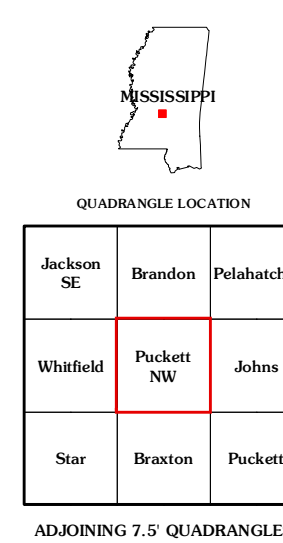 MISSISSIPPI
QUADRANGLE LOCATION
Jackson
SE
Brandon
Pelahatch
Whitfield
Puckett
NW
Johns
Star
Braxton
Puckett
ADJOINING 7.5' QUADRANGLE